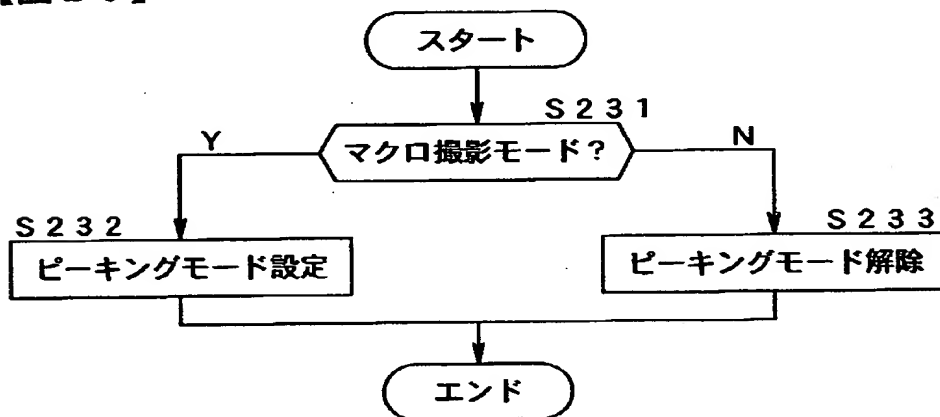 スタート
S231
マクロ撮影モード?
Y
N
S232
S233
ピーキングモード設定
ピーキングモード解除
エンド